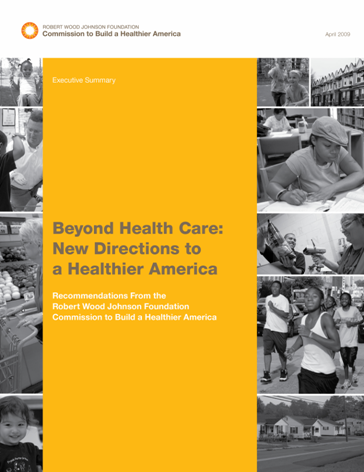 ROBERT WOOD JOHNSON FOUNDATION
Commission to Build a Healthier America
April 2009
Executive Summary
Beyond Health Care:
New Directions to
a Healthier America
Recommendations From the
Robert Wood Johnson Foundation
Commission to Build a Healthier America